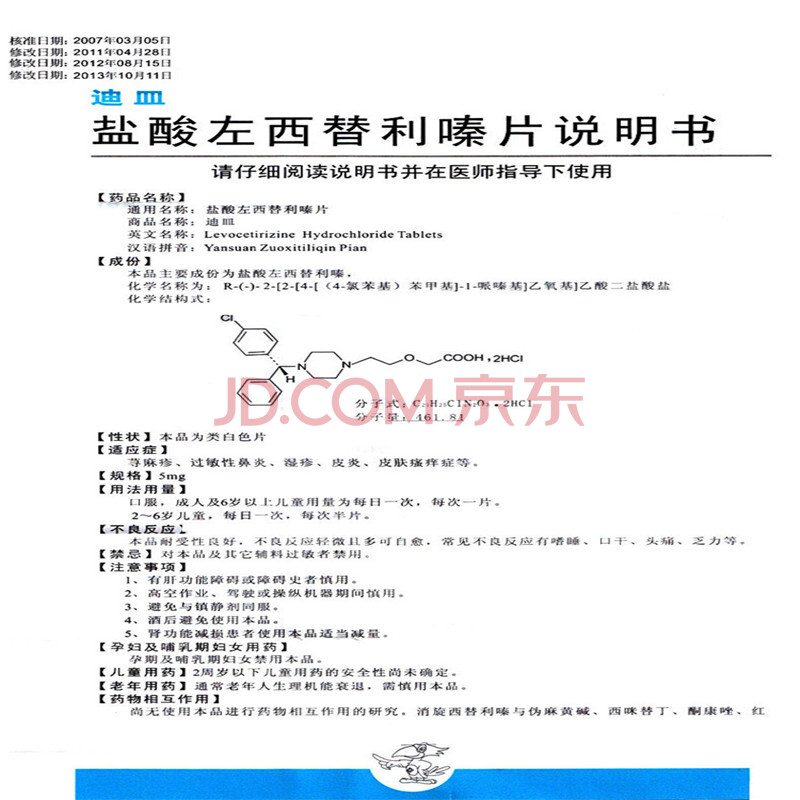 核准日期：2007年03月05日
修改日期：2011年04月28日
修改日期：2012年08月15日
修改日期：2013年10月11日
迪皿
盐酸左西替利嗪片说明书
请仔细阅读说明书并在医师指导下使用
【药品名称】
通用名称：盐酸左西替利嗪片
商品名称：迪皿
英文名称：Levocetirizine Hydrochloride Tablets
汉语拼音：Yansuan Zuoxitiliqin Pian
【成份】
本品主要成份为盐酸左西替利嗪。
化学名称为：R-(-)-2-[2-[4-[（4-氯苯基）苯甲基]-1-哌嗪基]乙氧基]乙酸二盐酸盐
化学结构式：
Cl
N
N
O
COOH,2HCl
H
JD.COM 京东
分子式：C₂₁H₂₅ClN₂O₃·2HCl
分子量：461.81
【性状】本品为类白色片
【适应症】
荨麻疹、过敏性鼻炎、湿疹、皮炎、皮肤瘙痒症等。
【规格】5mg
【用法用量】
口服，成人及6岁以上儿童用量为每日一次，每次一片。
2～6岁儿童，每日一次，每次半片。
【不良反应】
本品耐受性良好，不良反应轻微且多可自愈，常见不良反应有嗜睡、口干、头痛、乏力等。
【禁忌】对本品及其它辅料过敏者禁用。
【注意事项】
1、有肝功能障碍或障碍史者慎用。
2、高空作业、驾驶或操纵机器期间慎用。
3、避免与镇静剂同服。
4、酒后避免使用本品。
5、肾功能减损患者使用本品适当减量。
【孕妇及哺乳期妇女用药】
孕期及哺乳期妇女禁用本品。
【儿童用药】2周岁以下儿童用药的安全性尚未确定。
【老年用药】通常老年人生理机能衰退，需慎用本品。
【药物相互作用】
尚无使用本品进行药物相互作用的研究。消旋西替利嗪与伪麻黄碱、西咪替丁、酮康唑、红